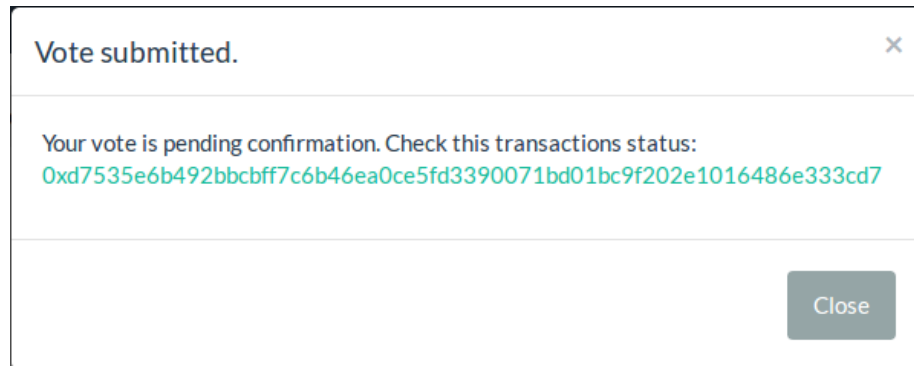 Vote submitted.
×
Your vote is pending confirmation. Check this transactions status:
0xd7535e6b492bbcbff7c6b46ea0ce5fd3390071bd01bc9f202e1016486e333cd7
Close